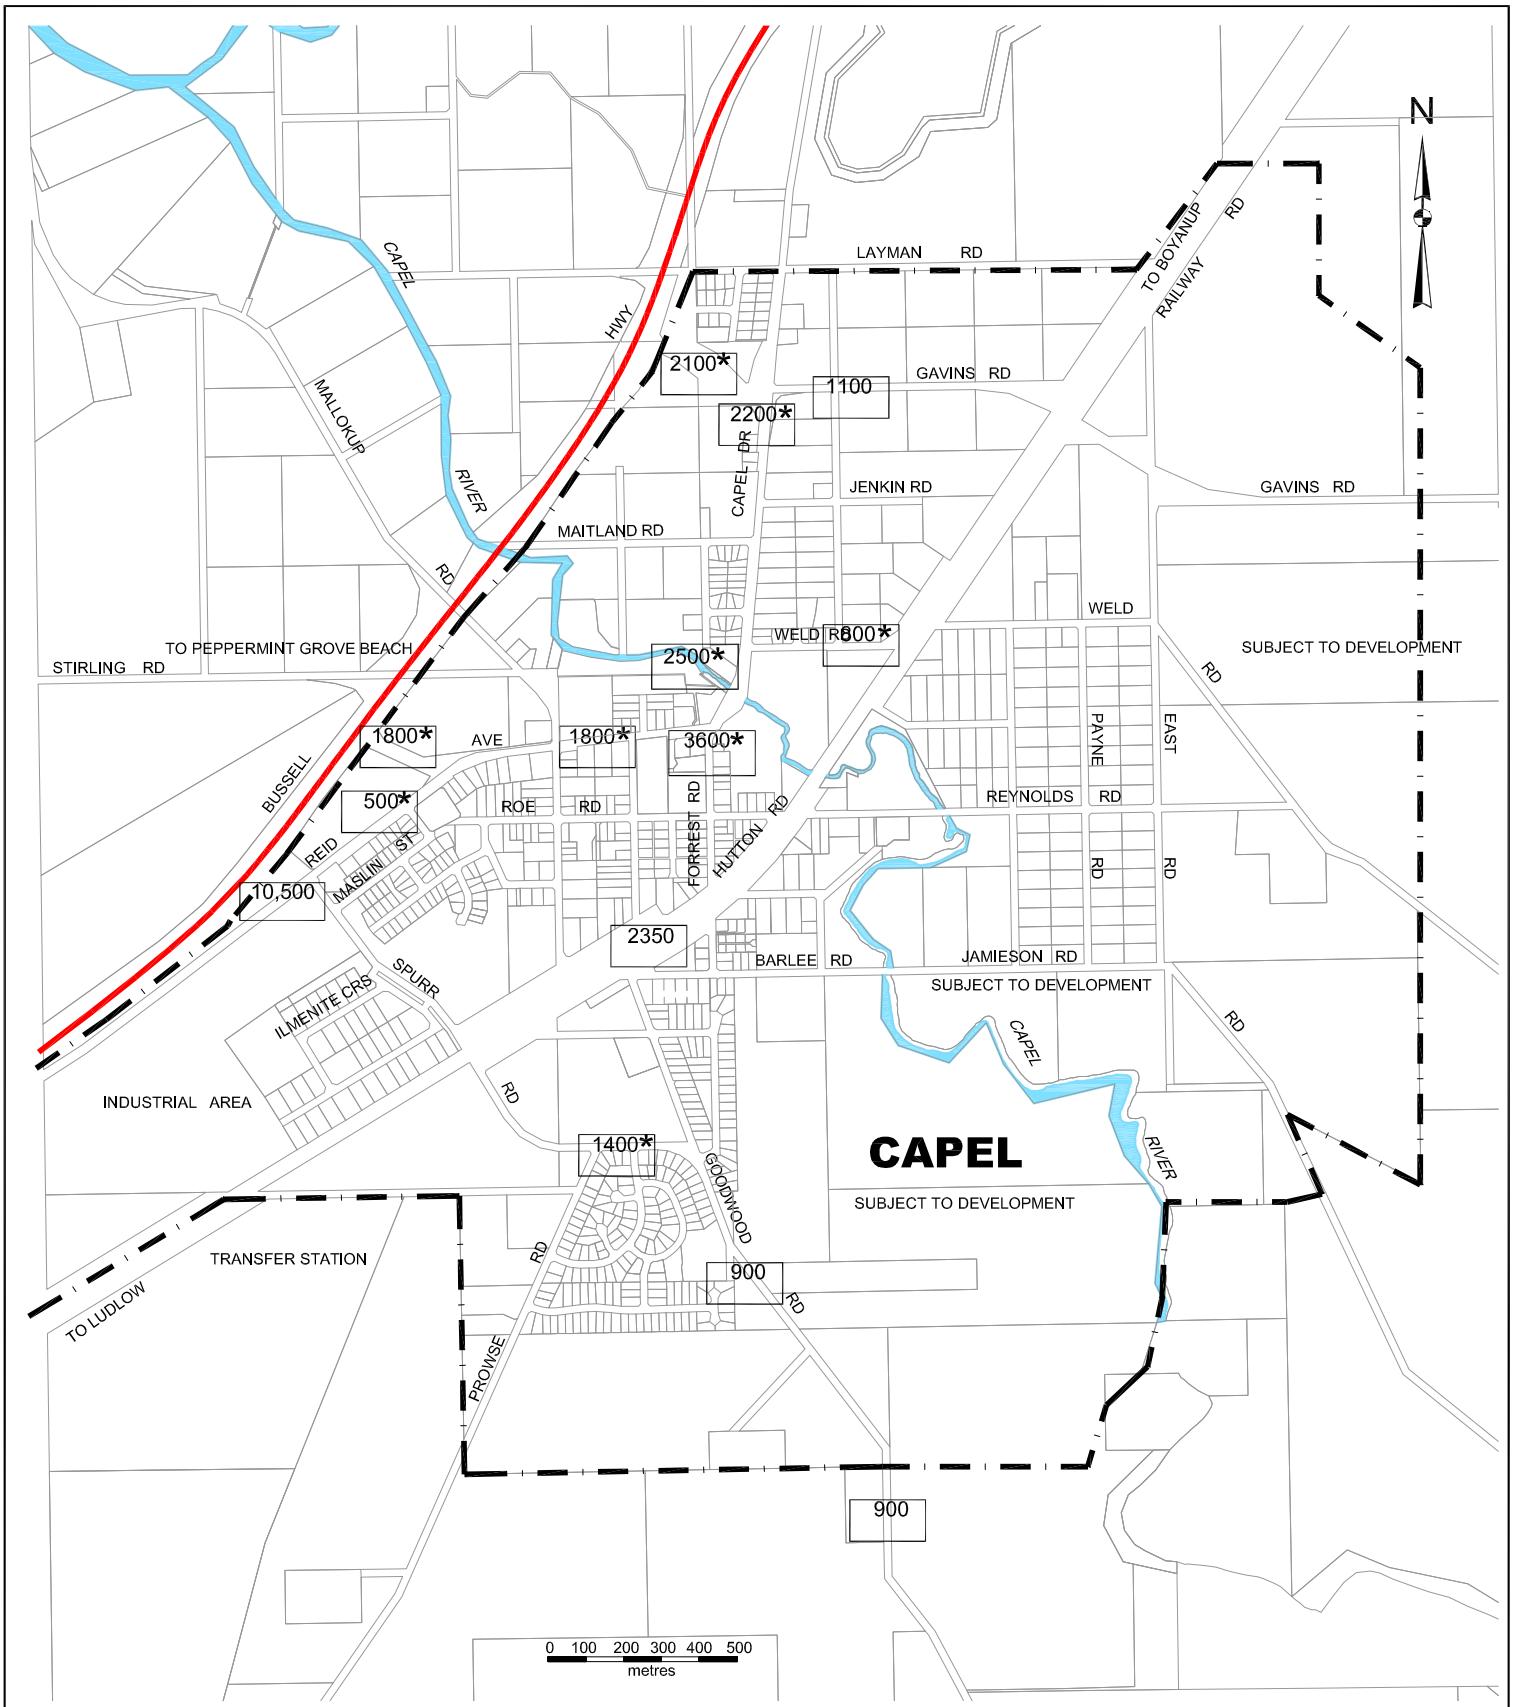 N
CAPEL
LAYMAN RD
TO BOYANUP
RAILWAY RD
HWY
2100*
1100
GAVINS RD
2200*
MALLOKUP RD
CAPEL DR
RIVER
JENKIN RD
GAVINS RD
MAITLAND RD
WELD RD
800*
WELD RD
TO PEPPERMINT GROVE BEACH
STIRLING RD
2500*
SUBJECT TO DEVELOPMENT
1800*
AVE
1800*
3600*
PAYNE RD
EAST RD
BUSSELL
500*
ROE RD
FORREST RD
HUTTON RD
REYNOLDS RD
REID
MASLIN ST
10,500
2350
BARLEE RD
JAMIESON RD
SUBJECT TO DEVELOPMENT
SPURR RD
ILMENITE CRS
CAPEL
RD
INDUSTRIAL AREA
1400*
CAPEL
RIVER
GOODWOOD RD
SUBJECT TO DEVELOPMENT
TRANSFER STATION
900
TO LUDLOW
PROWSE RD
900
0 100 200 300 400 500
metres